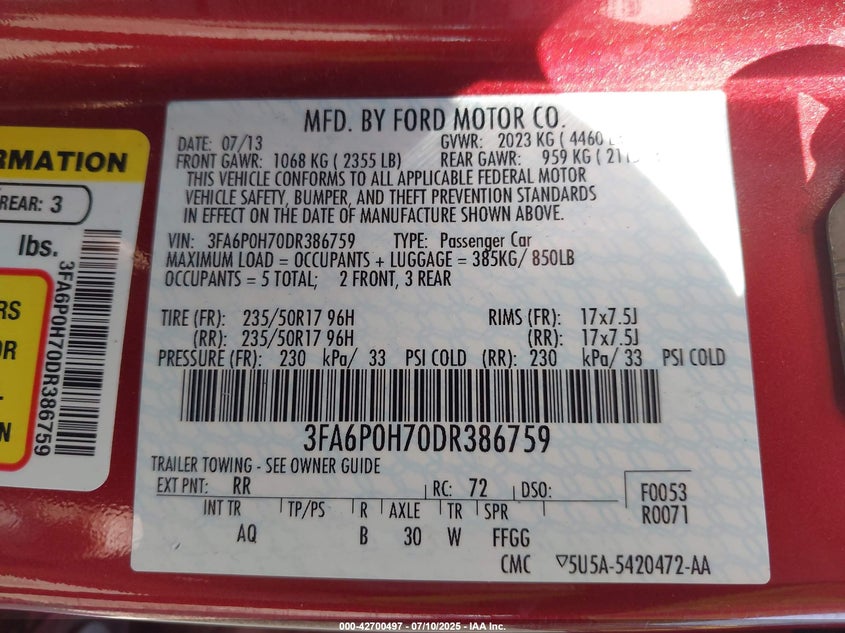 RMATION
REAR: 3
lbs.
RS
OR
N
3FA6P0H70DR386759
MFD. BY FORD MOTOR CO.
DATE: 07/13 GVWR: 2023 KG ( 4460 L
FRONT GAWR: 1068 KG ( 2355 LB) REAR GAWR: 959 KG (
THIS VEHICLE CONFORMS TO ALL APPLICABLE FEDERAL MOTOR
VEHICLE SAFETY, BUMPER, AND THEFT PREVENTION STANDARDS
IN EFFECT ON THE DATE OF MANUFACTURE SHOWN ABOVE.
VIN: 3FA6P0H70DR386759 TYPE: Passenger Car
MAXIMUM LOAD = OCCUPANTS + LUGGAGE = 385KG/ 850LB
OCCUPANTS = 5 TOTAL; 2 FRONT, 3 REAR
TIRE (FR): 235/50R17 96H RIMS (FR): 17x7.5J
(RR): 235/50R17 96H (RR): 17x7.5J
PRESSURE (FR): 230 kPa/ 33 PSI COLD (RR): 230 kPa/ 33 PSI COLD
3FA6P0H70DR386759
TRAILER TOWING - SEE OWNER GUIDE
EXT PNT: RR RC: 72 DSO: F0053
INT TR TP/PS R AXLE TR SPR R0071
AQ B 30 W FFGG
CMC ▽5U5A-5420472-AA
000-42700497 - 07/10/2025 - IAA Inc.